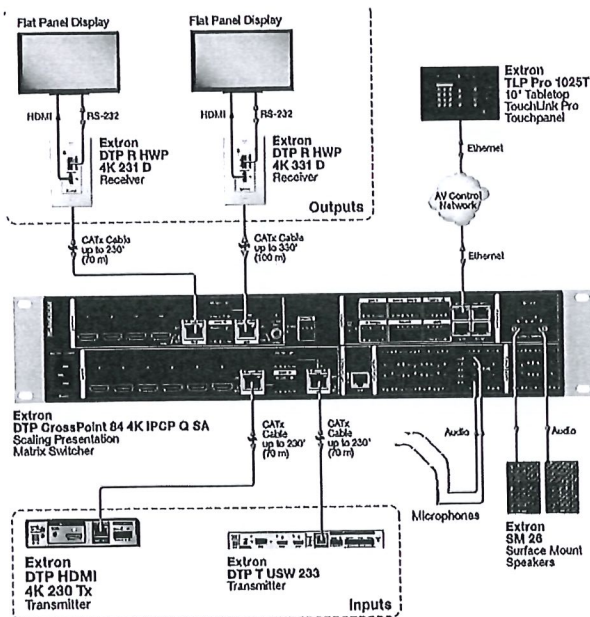 Flat Panel Display
Flat Panel Display
HDMI
RS-232
HDMI
RS-232
Extron
DTP R HWP
4K 231 D
Receiver
Extron
DTP R HWP
4K 331 D
Receiver
Outputs
Extron
TLP Pro 1025T
10" Tabletop
TouchLink Pro
Touchpanel
Ethernet
AV Control
Network
Ethernet
CATx Cable
up to 230'
(70 m)
CATx Cable
up to 330'
(100 m)
Extron
DTP CrossPoint 84 4K IPCP Q SA
Scaling Presentation
Matrix Switcher
CATx
Cable
up to 230'
(70 m)
CATx
Cable
up to 230'
(70 m)
Audio
Audio
Microphones
Extron
SM 26
Surface Mount
Speakers
Extron
DTP HDMI
4K 230 Tx
Transmitter
Extron
DTP T USW 233
Transmitter
Inputs